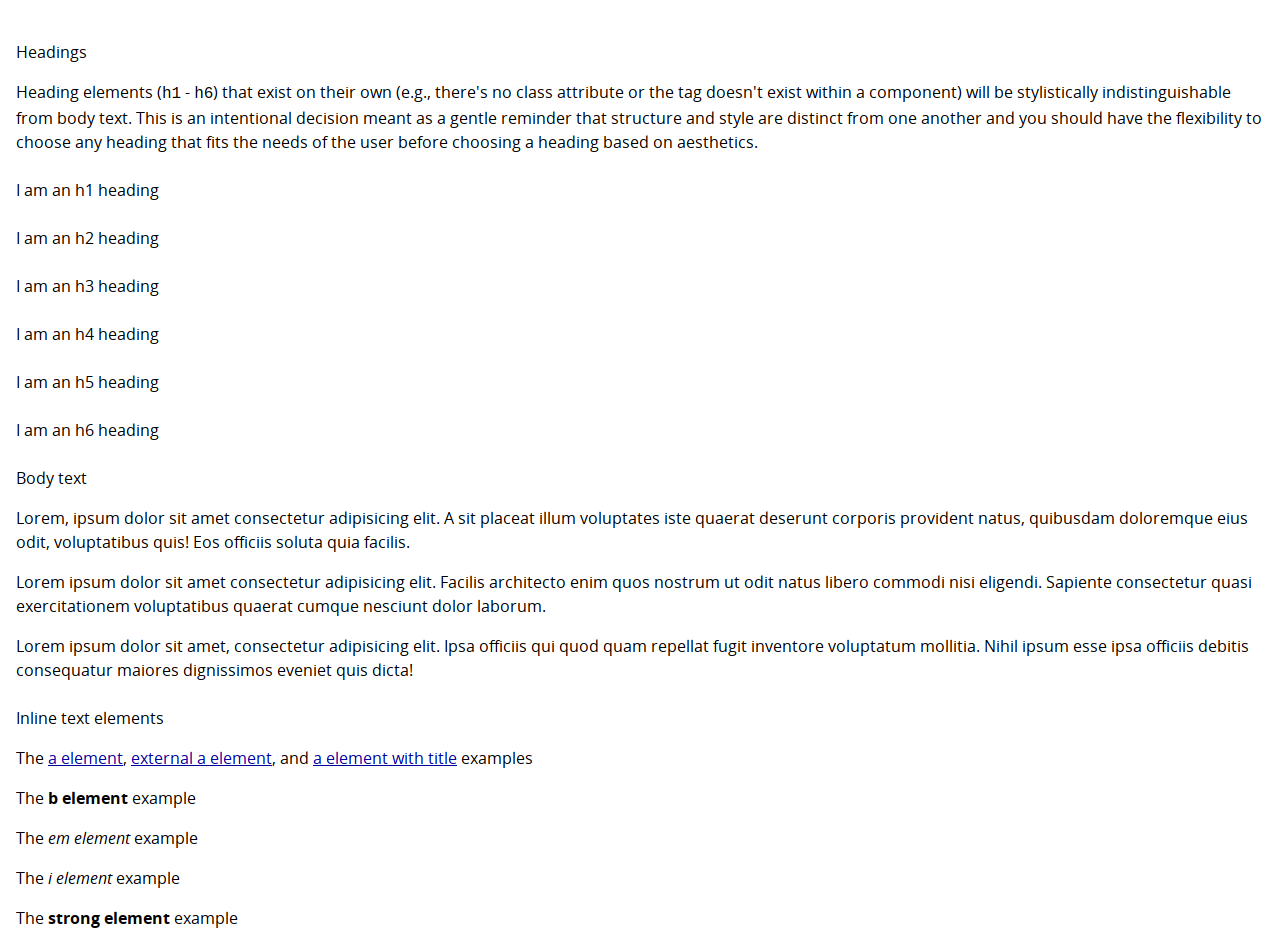 Headings
Heading elements (h1 - h6) that exist on their own (e.g., there's no class attribute or the tag doesn't exist within a component) will be stylistically indistinguishable
from body text. This is an intentional decision meant as a gentle reminder that structure and style are distinct from one another and you should have the flexibility to
choose any heading that fits the needs of the user before choosing a heading based on aesthetics.
I am an h1 heading
I am an h2 heading
I am an h3 heading
I am an h4 heading
I am an h5 heading
I am an h6 heading
Body text
Lorem, ipsum dolor sit amet consectetur adipisicing elit. A sit placeat illum voluptates iste quaerat deserunt corporis provident natus, quibusdam doloremque eius
odit, voluptatibus quis! Eos officiis soluta quia facilis.
Lorem ipsum dolor sit amet consectetur adipisicing elit. Facilis architecto enim quos nostrum ut odit natus libero commodi nisi eligendi. Sapiente consectetur quasi
exercitationem voluptatibus quaerat cumque nesciunt dolor laborum.
Lorem ipsum dolor sit amet, consectetur adipisicing elit. Ipsa officiis qui quod quam repellat fugit inventore voluptatum mollitia. Nihil ipsum esse ipsa officiis debitis
consequatur maiores dignissimos eveniet quis dicta!
Inline text elements
The a element, external a element, and a element with title examples
The b element example
The em element example
The i element example
The strong element example